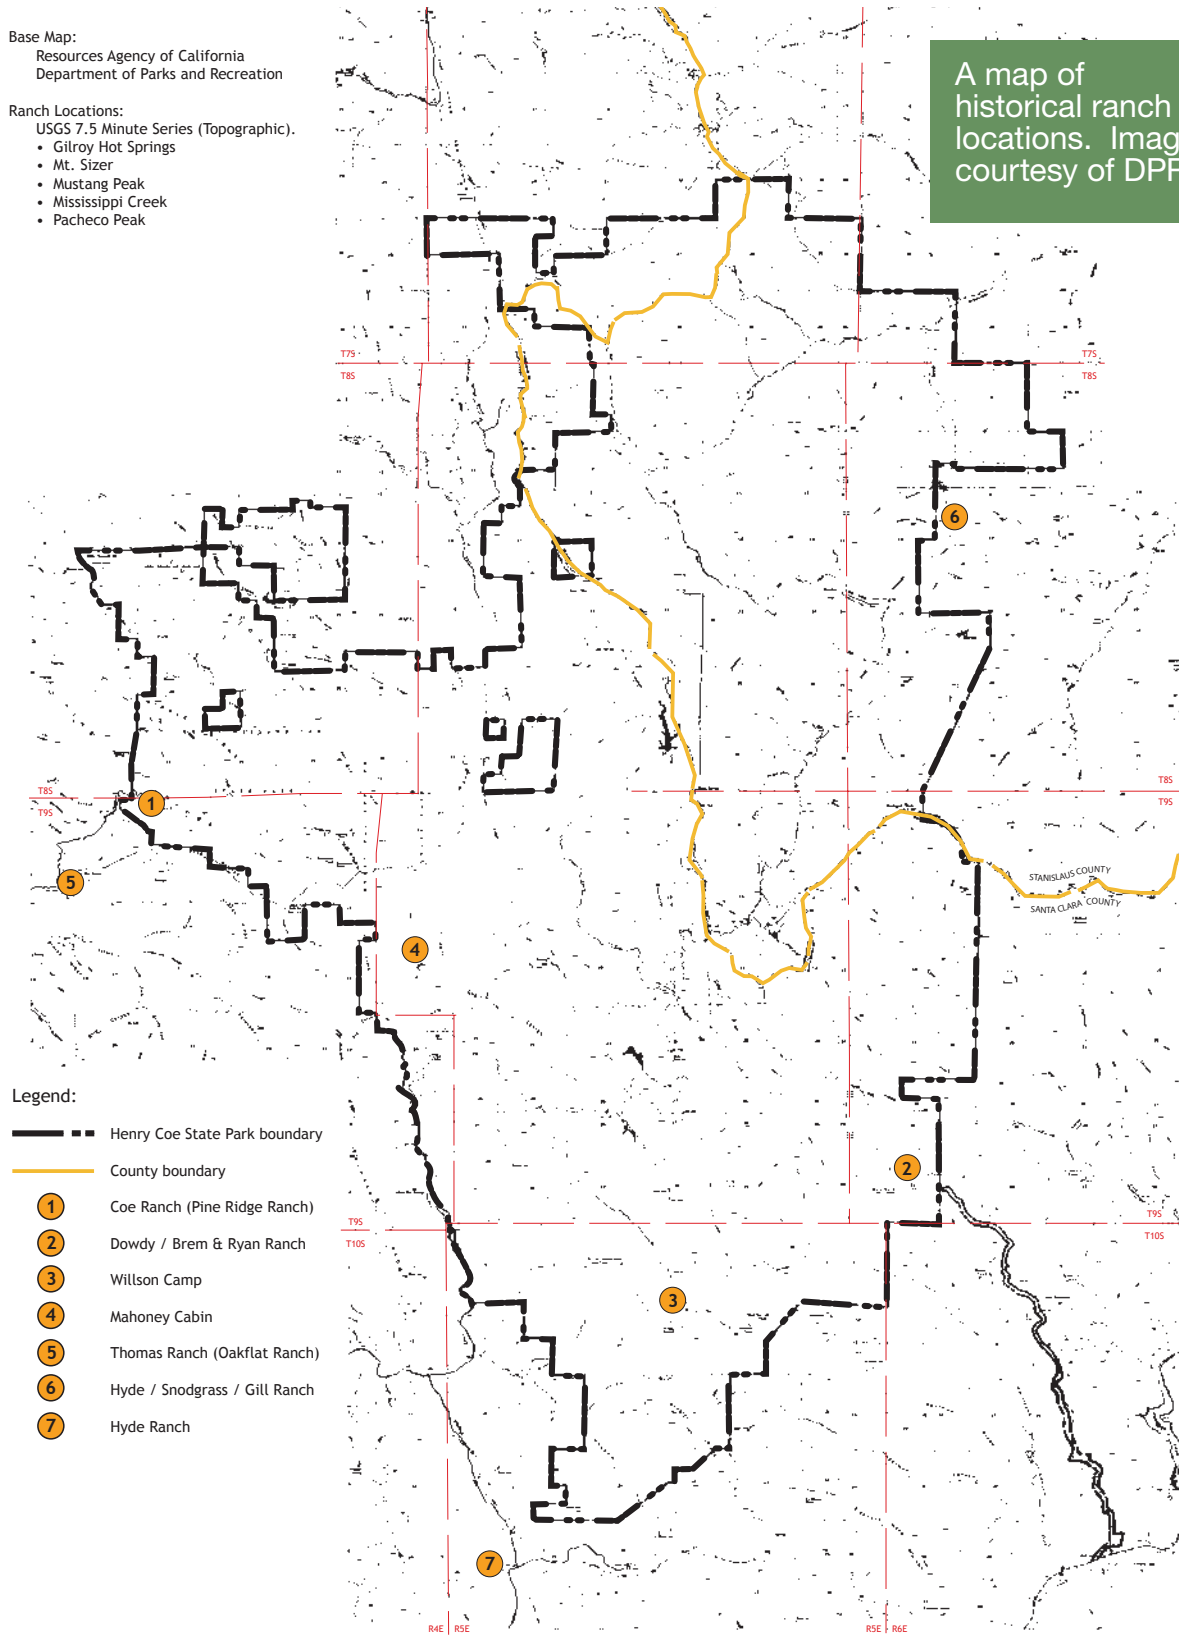 Base Map:
Resources Agency of California
Department of Parks and Recreation
Ranch Locations:
USGS 7.5 Minute Series (Topographic).
• Gilroy Hot Springs
• Mt. Sizer
• Mustang Peak
• Mississippi Creek
• Pacheco Peak
A map of
historical ranch
locations. Imag
courtesy of DPR
T7S
T8S
T7S
T8S
6
T8S
T9S
1
5
4
T8S
T9S
STANISLAUS COUNTY
SANTA CLARA COUNTY
2
T9S
T10S
T9S
T10S
3
7
R4E
R5E
R5E
R6E
Legend:
Henry Coe State Park boundary
County boundary
1 Coe Ranch (Pine Ridge Ranch)
2 Dowdy / Brem & Ryan Ranch
3 Willson Camp
4 Mahoney Cabin
5 Thomas Ranch (Oakflat Ranch)
6 Hyde / Snodgrass / Gill Ranch
7 Hyde Ranch